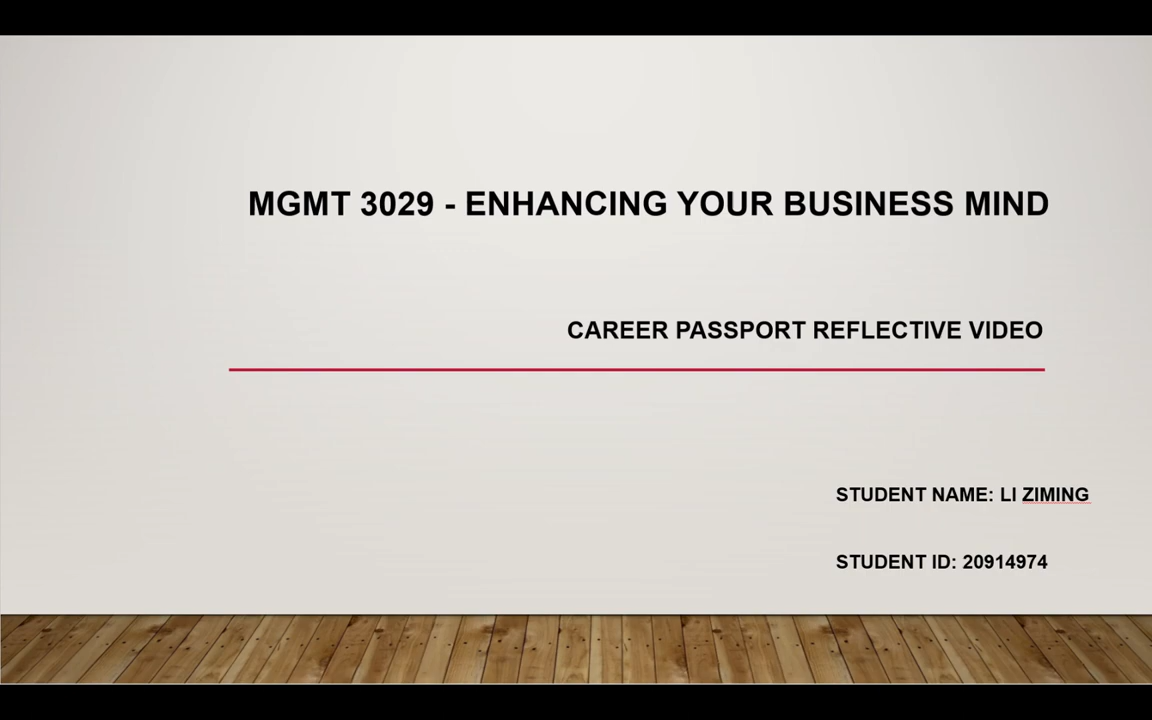 MGMT 3029 - ENHANCING YOUR BUSINESS MIND
CAREER PASSPORT REFLECTIVE VIDEO
STUDENT NAME: LI ZIMING
STUDENT ID: 20914974